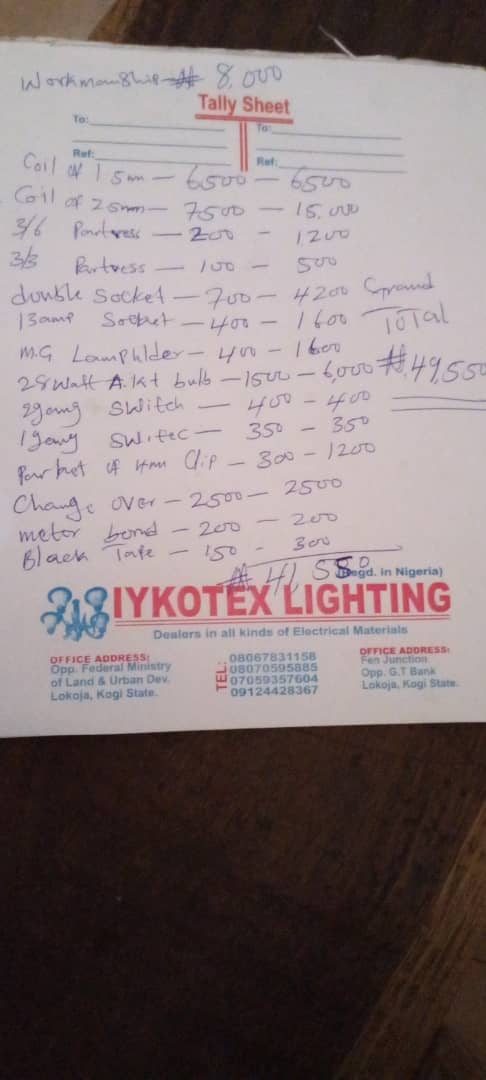 Workmanship ₦ 8,000
Tally Sheet
To: To:
Ref: Ref:
Coil of 1 5mm — 6500 — 6500
Coil of 2 5mm — 7500 — 15,000
3/6 Partress — 200 - 1200
3/3 Partress — 100 — 500
double Socket — 700 — 4200 Grand
13amp Socket — 400 — 1600 TOTAL
M.G Lamphlder — 400 — 1600
28 Watt A.kt bulb — 1500 — 6,000 ₦ 49,550
2gang Switch — 400 - 400
1gang Switec — 350 - 350
Parket of 4mm Clip — 300 - 1200
Change over — 2500 — 2500
meter bond — 200 — 200
Black Tape — 150 - 300
₦ 41,550
(Regd. in Nigeria)
IYKOTEX LIGHTING
Dealers in all kinds of Electrical Materials
OFFICE ADDRESS:
Opp. Federal Ministry
of Land & Urban Dev.
Lokoja, Kogi State.
TEL:
08067831158
08070595885
07059357604
09124428367
OFFICE ADDRESS:
Fen Junction
Opp. G.T Bank
Lokoja, Kogi State.